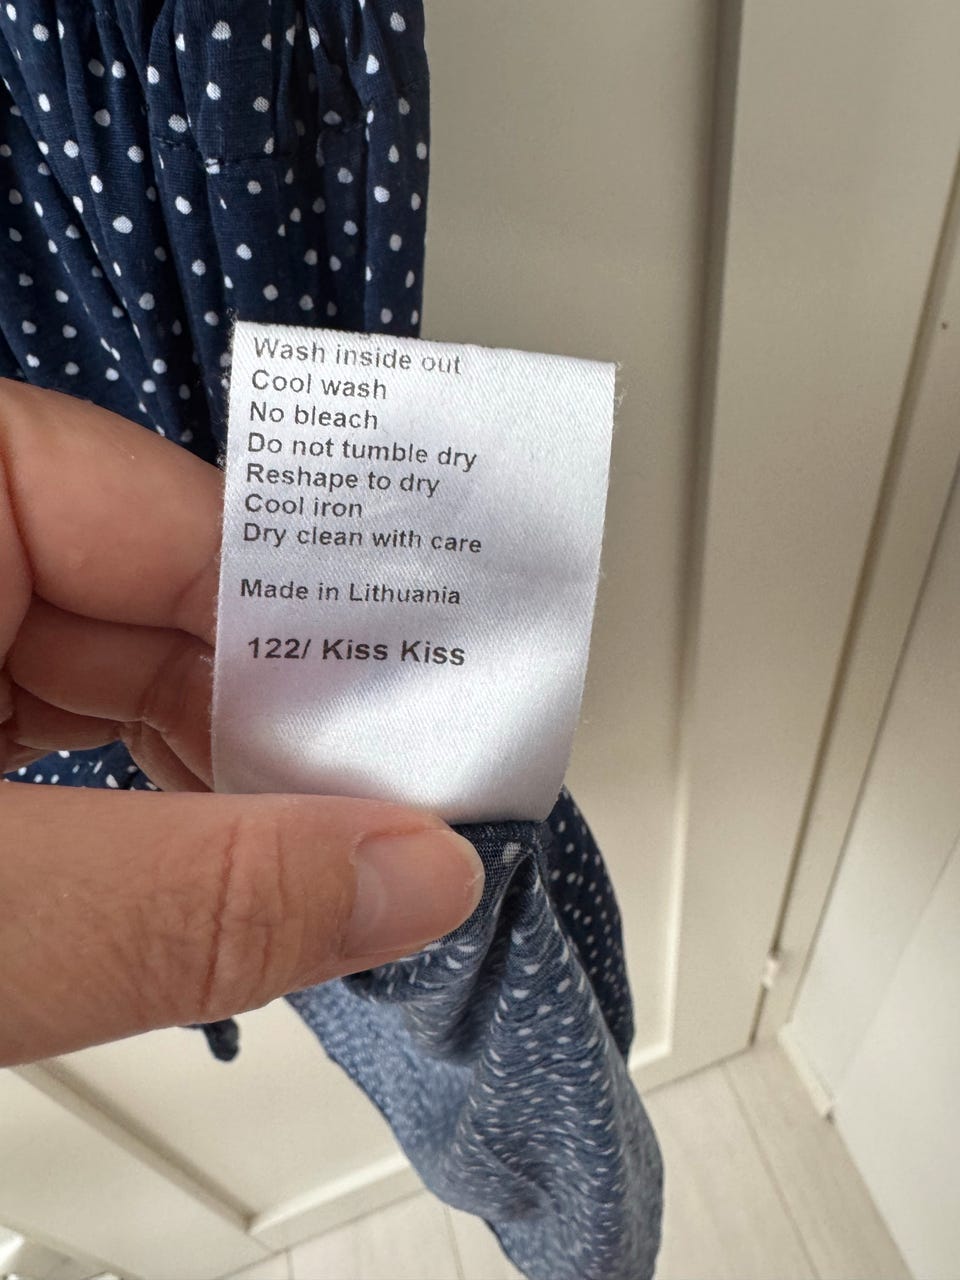 Wash inside out
Cool wash
No bleach
Do not tumble dry
Reshape to dry
Cool iron
Dry clean with care
Made in Lithuania
122/ Kiss Kiss